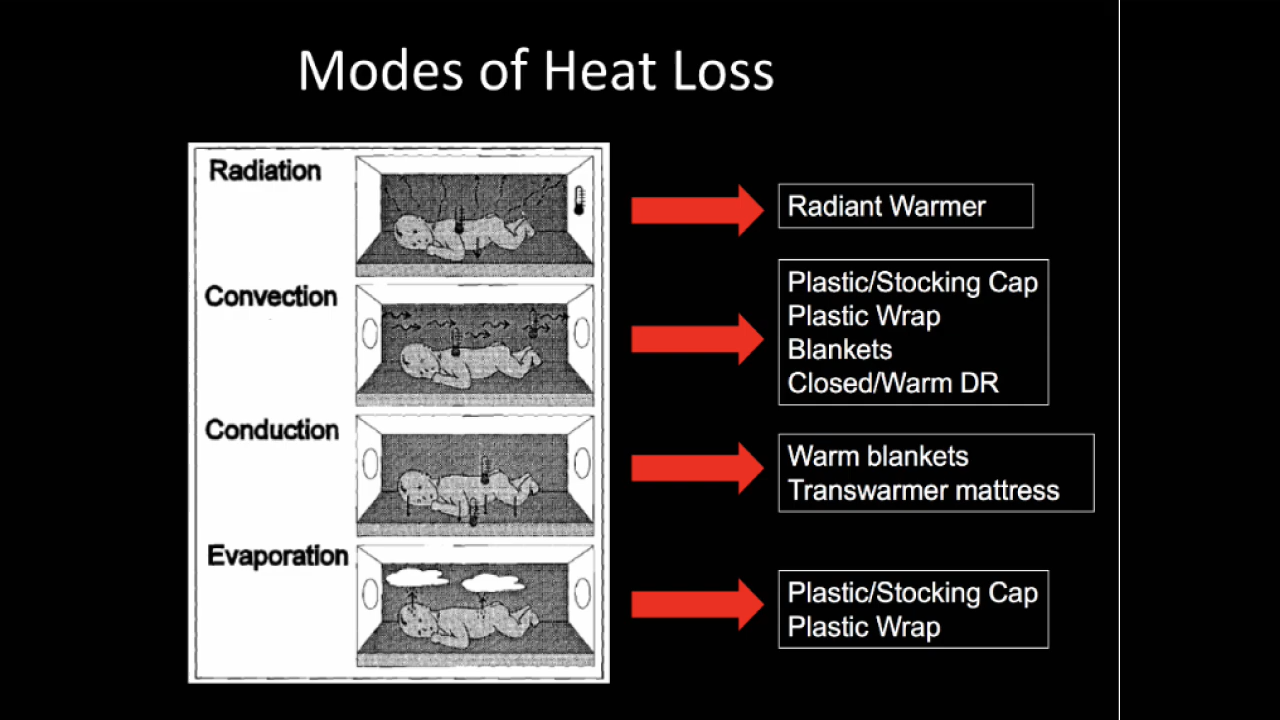 Modes of Heat Loss
Radiation
Radiant Warmer
Convection
Plastic/Stocking Cap
Plastic Wrap
Blankets
Closed/Warm DR
Conduction
Warm blankets
Transwarmer mattress
Evaporation
Plastic/Stocking Cap
Plastic Wrap